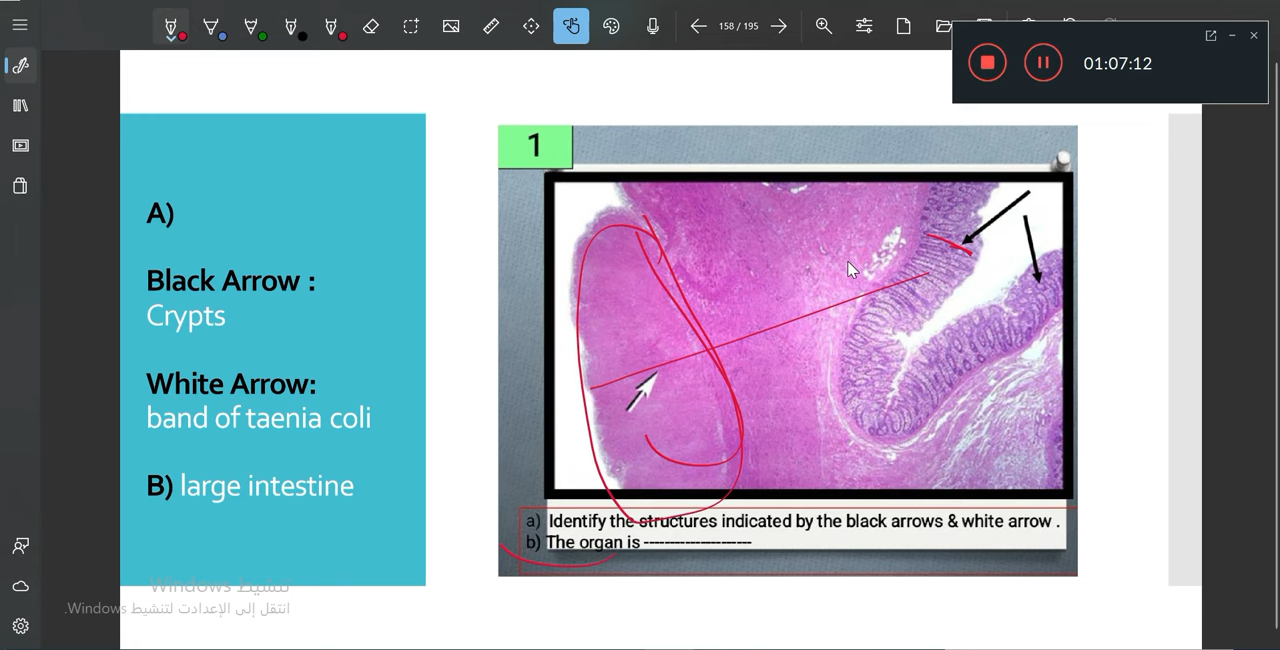 158 / 195
01:07:12
1
A)
Black Arrow :
Crypts
White Arrow:
band of taenia coli
B) large intestine
a) Identify the structures indicated by the black arrows & white arrow .
b) The organ is --------------------
تنشيط Windows
انتقل إلى الإعدادت لتنشيط Windows.